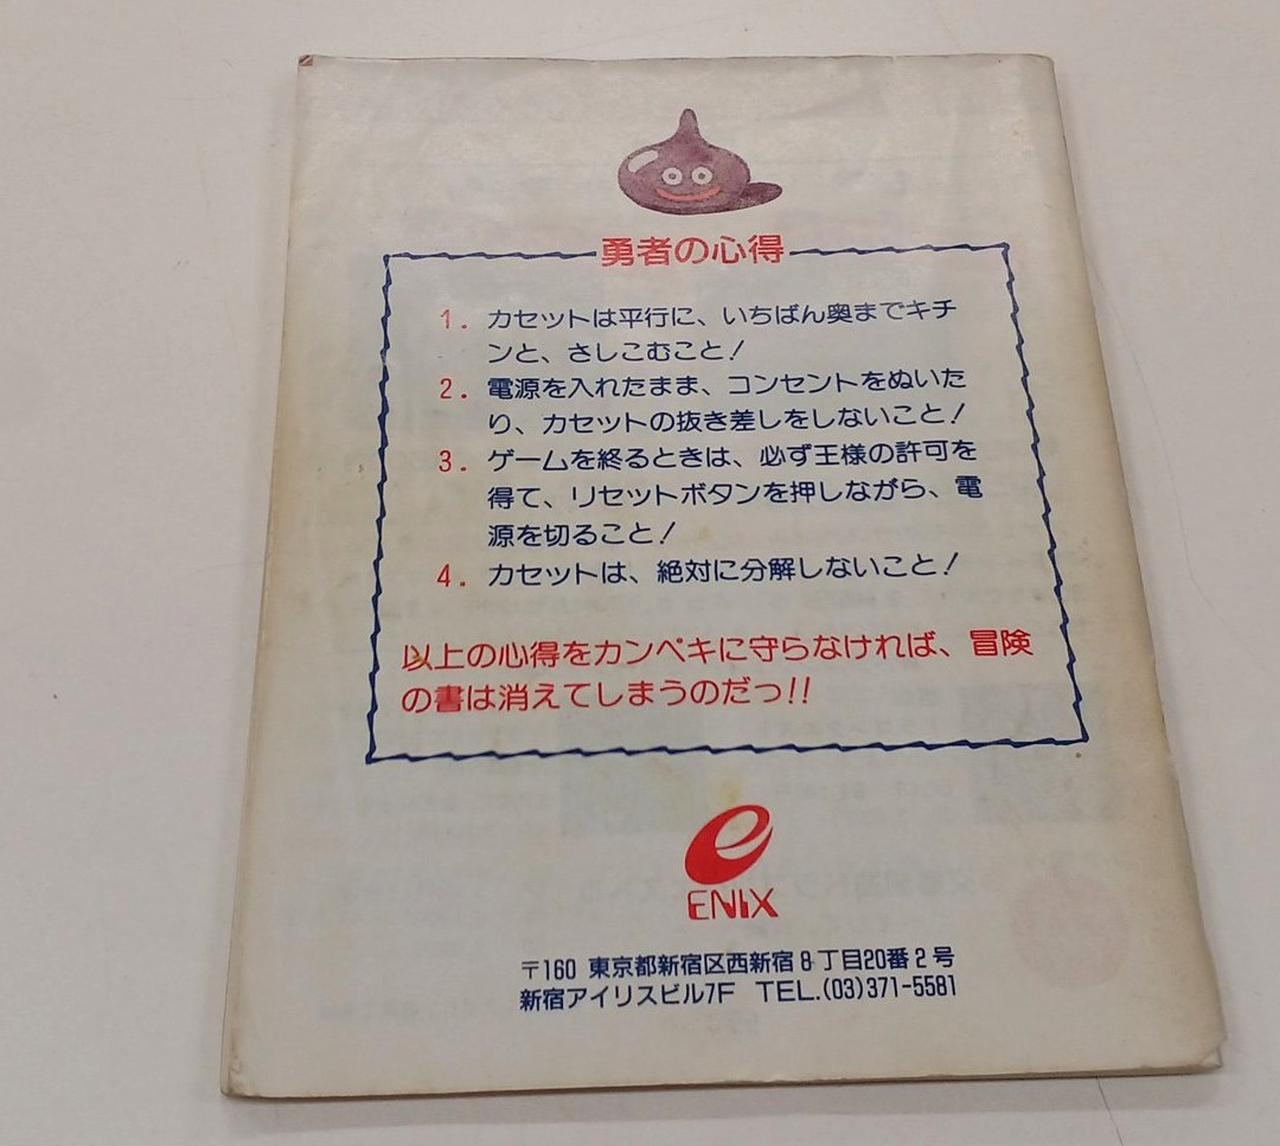 勇者の心得
1. カセットは平行に、いちばん奥までキチ
ンと、さしこむこと!
2. 電源を入れたまま、コンセントをぬいた
り、カセットの抜き差しをしないこと!
3. ゲームを終るときは、必ず王様の許可を
得て、リセットボタンを押しながら、電
源を切ること!
4. カセットは、絶対に分解しないこと!
以上の心得をカンペキに守らなければ、冒険
の書は消えてしまうのだっ!!
ENIX
〒160 東京都新宿区西新宿8丁目20番2号
新宿アイリスビル7F TEL.(03)371-5581